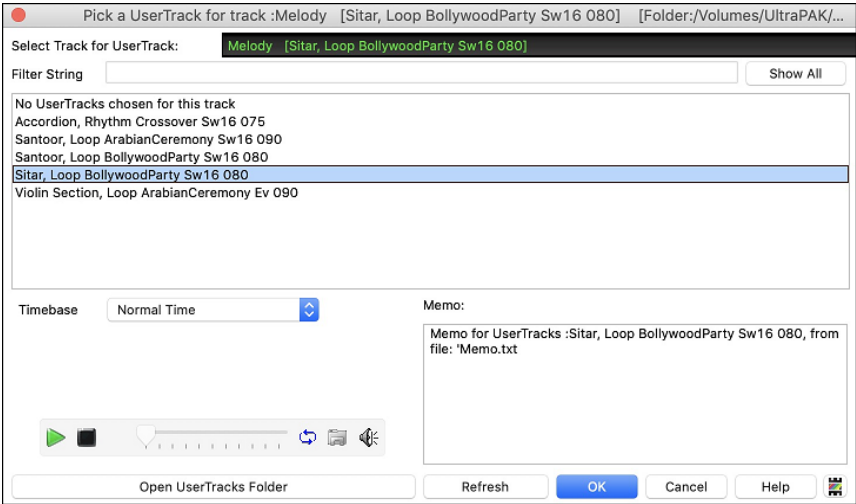 Pick a UserTrack for track :Melody   [Sitar, Loop BollywoodParty Sw16 080]   [Folder:/Volumes/UltraPAK/...
Select Track for UserTrack:
Melody   [Sitar, Loop BollywoodParty Sw16 080]
Filter String
Show All
No UserTracks chosen for this track
Accordion, Rhythm Crossover Sw16 075
Santoor, Loop ArabianCeremony Sw16 090
Santoor, Loop BollywoodParty Sw16 080
Sitar, Loop BollywoodParty Sw16 080
Violin Section, Loop ArabianCeremony Ev 090
Timebase
Normal Time
Memo:
Memo for UserTracks :Sitar, Loop BollywoodParty Sw16 080, from
file: 'Memo.txt
Open UserTracks Folder
Refresh
OK
Cancel
Help